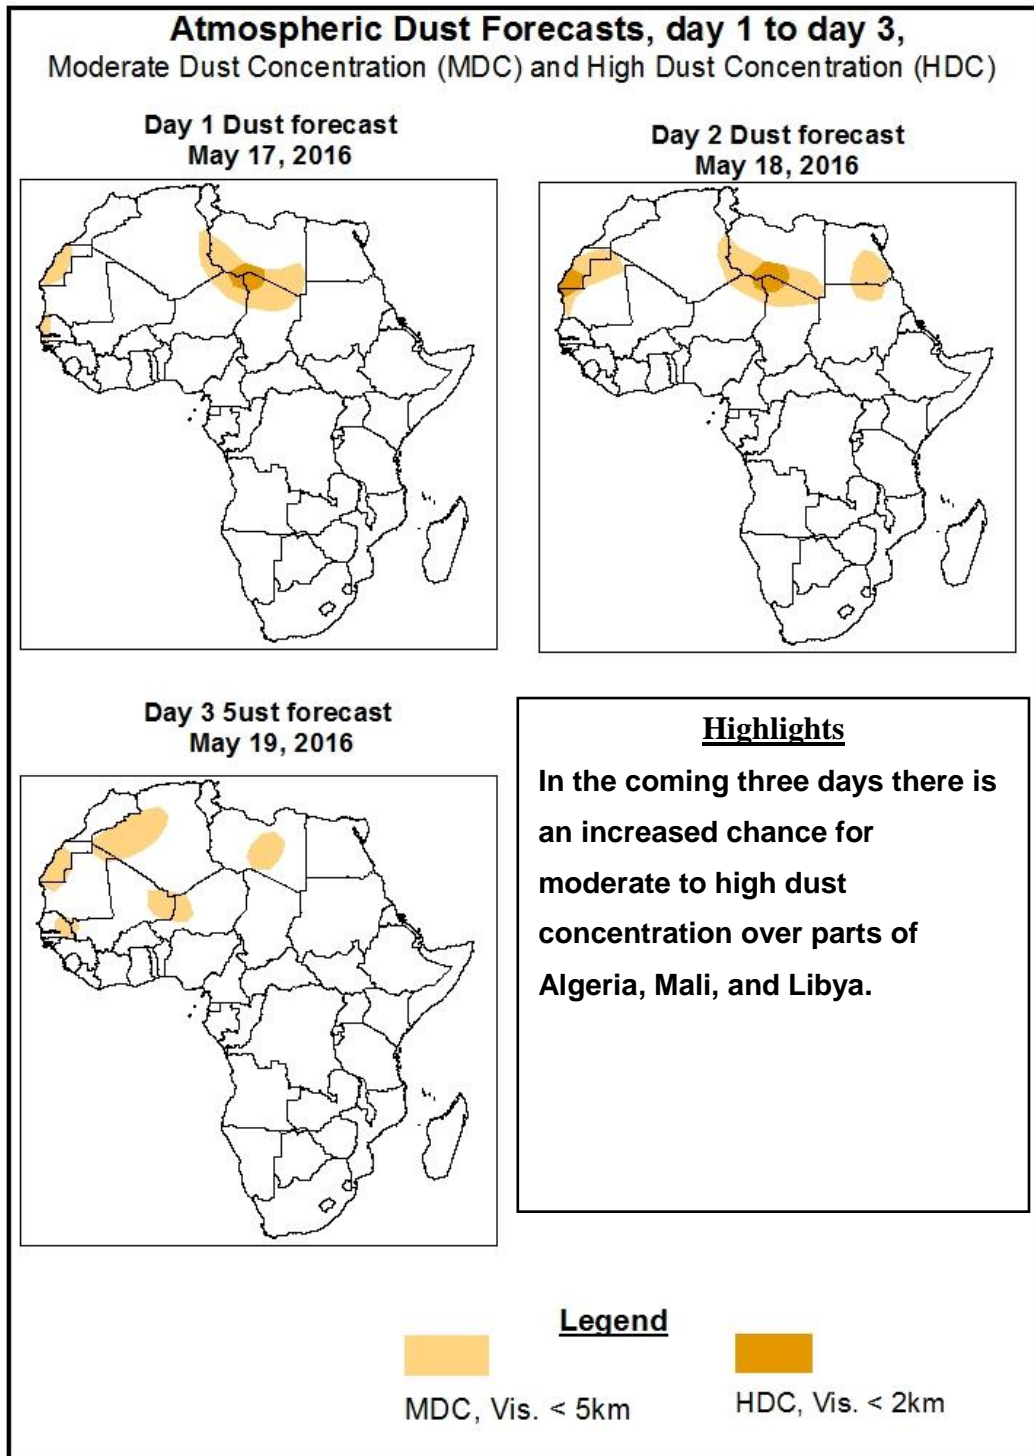 Atmospheric Dust Forecasts, day 1 to day 3,
Moderate Dust Concentration (MDC) and High Dust Concentration (HDC)
Day 1 Dust forecast
May 17, 2016
Day 2 Dust forecast
May 18, 2016
Day 3 5ust forecast
May 19, 2016
Highlights
In the coming three days there is
an increased chance for
moderate to high dust
concentration over parts of
Algeria, Mali, and Libya.
Legend
MDC, Vis. < 5km
HDC, Vis. < 2km